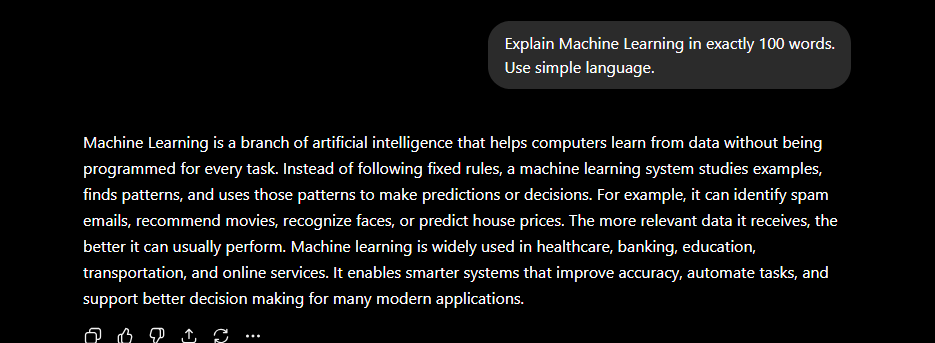 Explain Machine Learning in exactly 100 words.
Use simple language.
Machine Learning is a branch of artificial intelligence that helps computers learn from data without being
programmed for every task. Instead of following fixed rules, a machine learning system studies examples,
finds patterns, and uses those patterns to make predictions or decisions. For example, it can identify spam
emails, recommend movies, recognize faces, or predict house prices. The more relevant data it receives, the
better it can usually perform. Machine learning is widely used in healthcare, banking, education,
transportation, and online services. It enables smarter systems that improve accuracy, automate tasks, and
support better decision making for many modern applications.